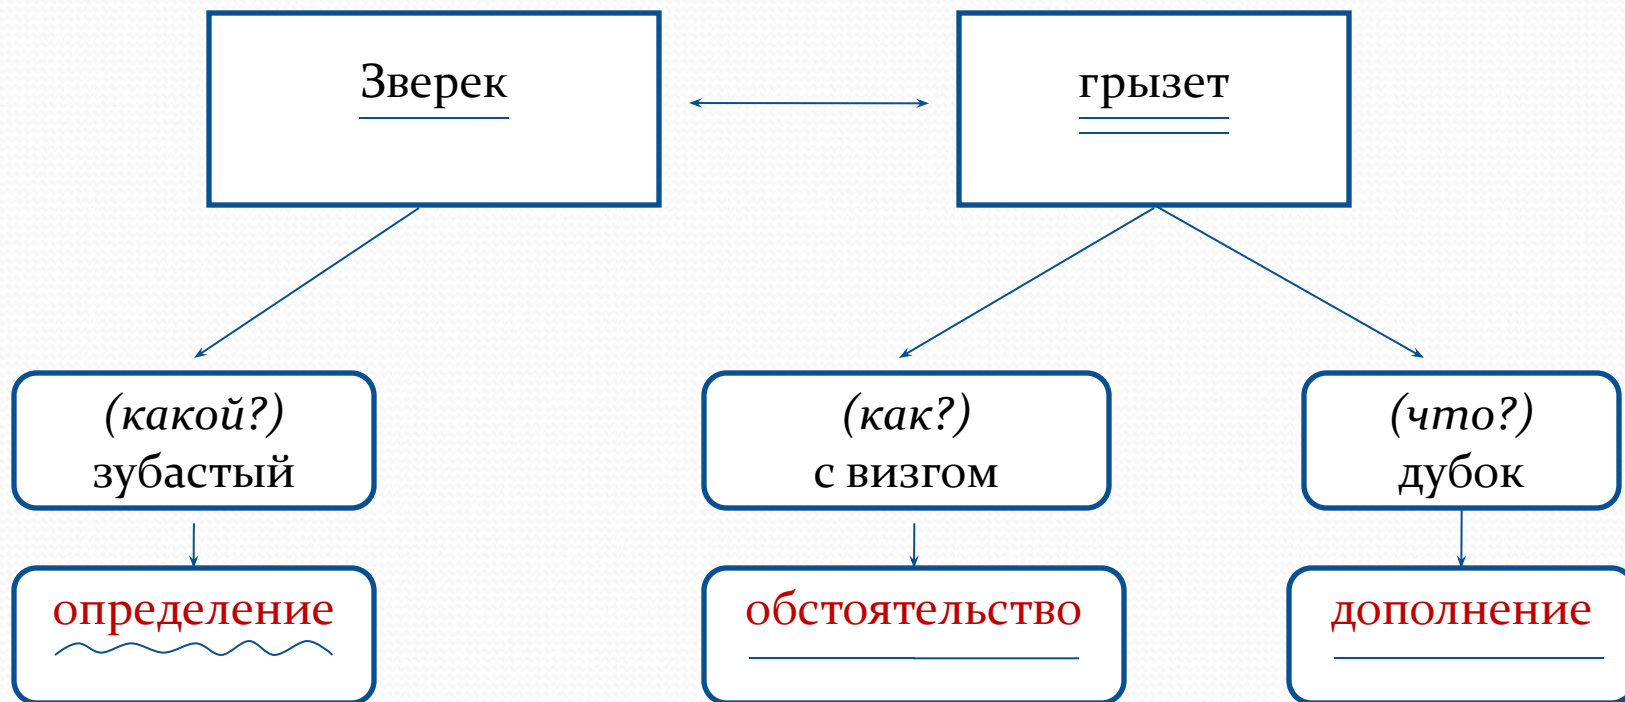 Зверек
грызет
(какой?)
зубастый
(как?)
с визгом
(что?)
дубок
определение
обстоятельство
дополнение